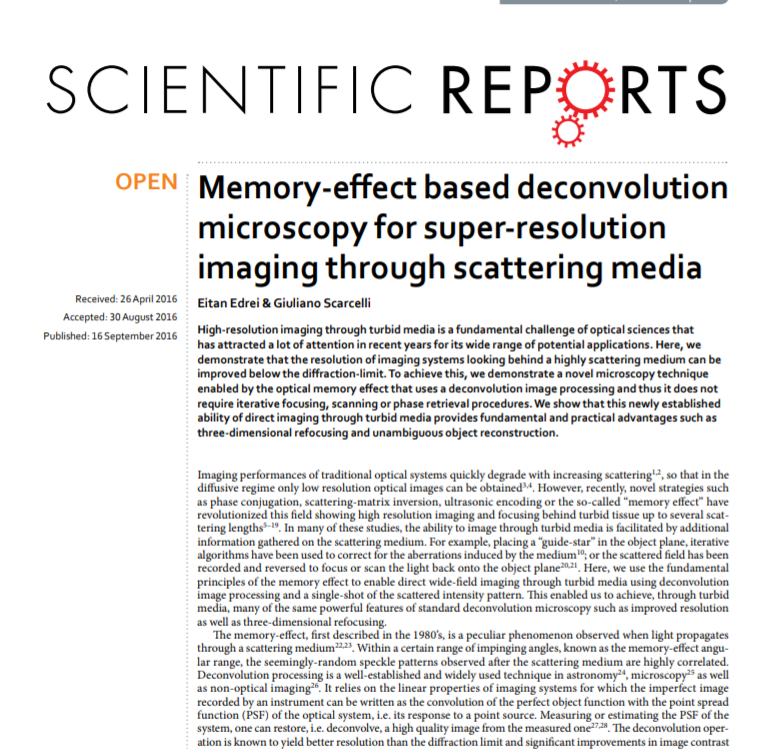 SCIENTIFIC REPORTS
OPEN
Memory-effect based deconvolution
microscopy for super-resolution
imaging through scattering media
Received: 26 April 2016
Accepted: 30 August 2016
Published: 16 September 2016
Eitan Edrei & Giuliano Scarcelli
High-resolution imaging through turbid media is a fundamental challenge of optical sciences that
has attracted a lot of attention in recent years for its wide range of potential applications. Here, we
demonstrate that the resolution of imaging systems looking behind a highly scattering medium can be
improved below the diffraction-limit. To achieve this, we demonstrate a novel microscopy technique
enabled by the optical memory effect that uses a deconvolution image processing and thus it does not
require iterative focusing, scanning or phase retrieval procedures. We show that this newly established
ability of direct imaging through turbid media provides fundamental and practical advantages such as
three-dimensional refocusing and unambiguous object reconstruction.
Imaging performances of traditional optical systems quickly degrade with increasing scattering1,2, so that in the
diffusive regime only low resolution optical images can be obtained3,4. However, recently, novel strategies such
as phase conjugation, scattering-matrix inversion, ultrasonic encoding or the so-called “memory effect” have
revolutionized this field showing high resolution imaging and focusing behind turbid tissue up to several scat-
tering lengths5–19. In many of these studies, the ability to image through turbid media is facilitated by additional
information gathered on the scattering medium. For example, placing a “guide-star” in the object plane, iterative
algorithms have been used to correct for the aberrations induced by the medium10; or the scattered field has been
recorded and reversed to focus or scan the light back onto the object plane20,21. Here, we use the fundamental
principles of the memory effect to enable direct wide-field imaging through turbid media using deconvolution
image processing and a single-shot of the scattered intensity pattern. This enabled us to achieve, through turbid
media, many of the same powerful features of standard deconvolution microscopy such as improved resolution
as well as three-dimensional refocusing.
The memory-effect, first described in the 1980’s, is a peculiar phenomenon observed when light propagates
through a scattering medium22,23. Within a certain range of impinging angles, known as the memory-effect angu-
lar range, the seemingly-random speckle patterns observed after the scattering medium are highly correlated.
Deconvolution processing is a well-established and widely used technique in astronomy24, microscopy25 as well
as non-optical imaging26. It relies on the linear properties of imaging systems for which the imperfect image
recorded by an instrument can be written as the convolution of the perfect object function with the point spread
function (PSF) of the optical system, i.e. its response to a point source. Measuring or estimating the PSF of the
system, one can restore, i.e. deconvolve, a high quality image from the measured one27,28. The deconvolution oper-
ation is known to yield better resolution than the diffraction limit and significant improvements in image contrast